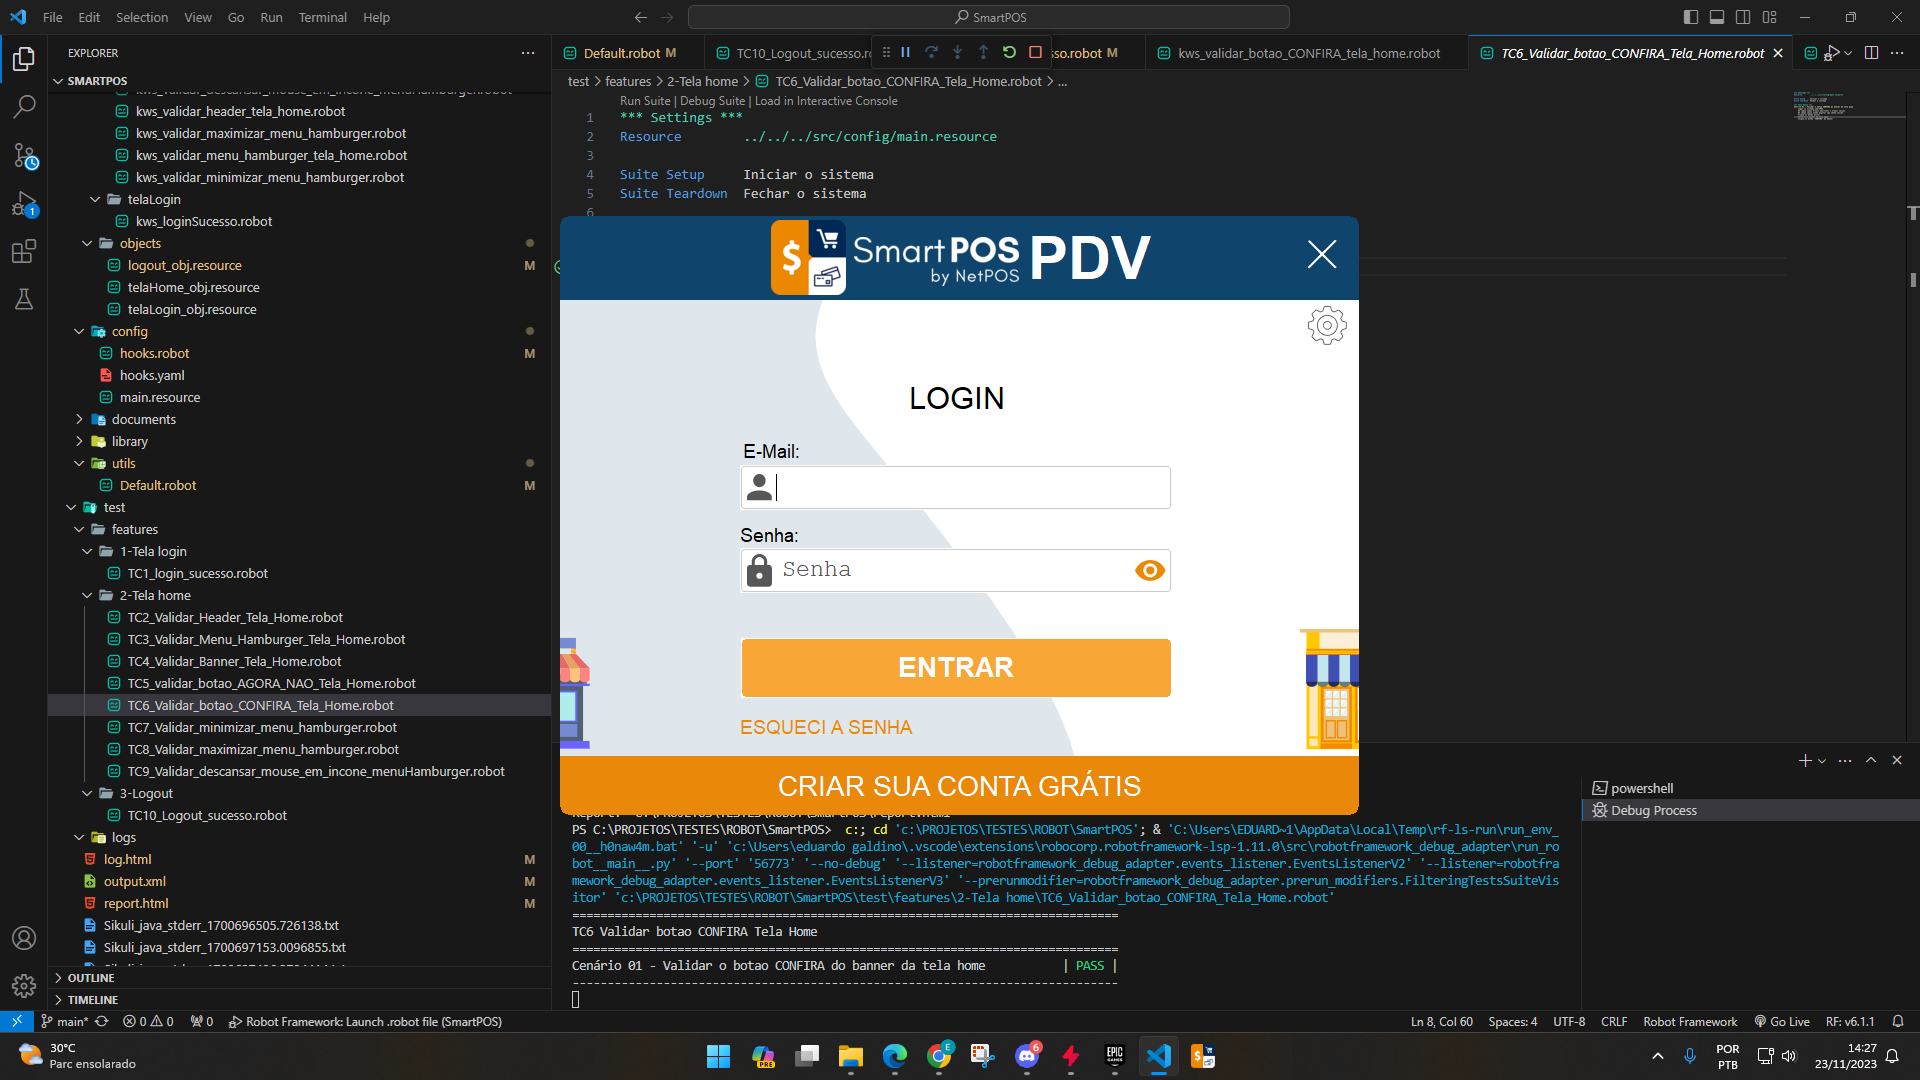 File Edit Selection View Go Run Terminal Help
SmartPOS
EXPLORER
SMARTPOS
kws_validar_header_tela_home.robot
kws_validar_maximizar_menu_hamburger.robot
kws_validar_menu_hamburger_tela_home.robot
kws_validar_minimizar_menu_hamburger.robot
telaLogin
kws_loginSucesso.robot
objects
logout_obj.resource M
telaHome_obj.resource
telaLogin_obj.resource
config
hooks.robot M
hooks.yaml
main.resource
documents
library
utils
Default.robot M
test
features
1-Tela login
TC1_login_sucesso.robot
2-Tela home
TC2_Validar_Header_Tela_Home.robot
TC3_Validar_Menu_Hamburger_Tela_Home.robot
TC4_Validar_Banner_Tela_Home.robot
TC5_validar_botao_AGORA_NAO_Tela_Home.robot
TC6_Validar_botao_CONFIRA_Tela_Home.robot
TC7_Validar_minimizar_menu_hamburger.robot
TC8_Validar_maximizar_menu_hamburger.robot
TC9_Validar_descansar_mouse_em_incone_menuHamburger.robot
3-Logout
TC10_Logout_sucesso.robot
logs
log.html M
output.xml M
report.html M
Sikuli_java_stderr_1700696505.726138.txt
Sikuli_java_stderr_1700697153.0096855.txt
OUTLINE
TIMELINE
Default.robot M
TC10_Logout_sucesso.r
sso.robot M
kws_validar_botao_CONFIRA_tela_home.robot
TC6_Validar_botao_CONFIRA_Tela_Home.robot
test > features > 2-Tela home > TC6_Validar_botao_CONFIRA_Tela_Home.robot > ...
Run Suite | Debug Suite | Load in Interactive Console
1 *** Settings ***
2 Resource ../../../src/config/main.resource
3
4 Suite Setup Iniciar o sistema
5 Suite Teardown Fechar o sistema
6
$ SmartPOS PDV
by NetPOS
LOGIN
E-Mail:
Senha:
Senha
ENTRAR
ESQUECI A SENHA
CRIAR SUA CONTA GRÁTIS
powershell
Debug Process
PS C:\PROJETOS\TESTES\ROBOT\SmartPOS> c:; cd 'c:\PROJETOS\TESTES\ROBOT\SmartPOS'; & 'C:\Users\EDUARD~1\AppData\Local\Temp\rf-ls-run\run_env_
00__h0naw4m.bat' '-u' 'c:\Users\eduardo galdino\.vscode\extensions\robocorp.robotframework-lsp-1.11.0\src\robotframework_debug_adapter\run_ro
bot__main__.py' '--port' '56773' '--no-debug' '--listener=robotframework_debug_adapter.events_listener.EventsListenerV2' '--listener=robotfra
mework_debug_adapter.events_listener.EventsListenerV3' '--prerunmodifier=robotframework_debug_adapter.prerun_modifiers.FilteringTestsSuiteVis
itor' 'c:\PROJETOS\TESTES\ROBOT\SmartPOS\test\features\2-Tela home\TC6_Validar_botao_CONFIRA_Tela_Home.robot'
==============================================================================
TC6 Validar botao CONFIRA Tela Home
==============================================================================
Cenário 01 - Validar o botao CONFIRA do banner da tela home | PASS |
------------------------------------------------------------------------------
main* 0 0 0 Robot Framework: Launch .robot file (SmartPOS)
Ln 8, Col 60 Spaces: 4 UTF-8 CRLF Robot Framework Go Live RF: v6.1.1
30°C
Parc ensolarado
PRE
E
6
EPIC GAMES
POR
PTB
14:27
23/11/2023